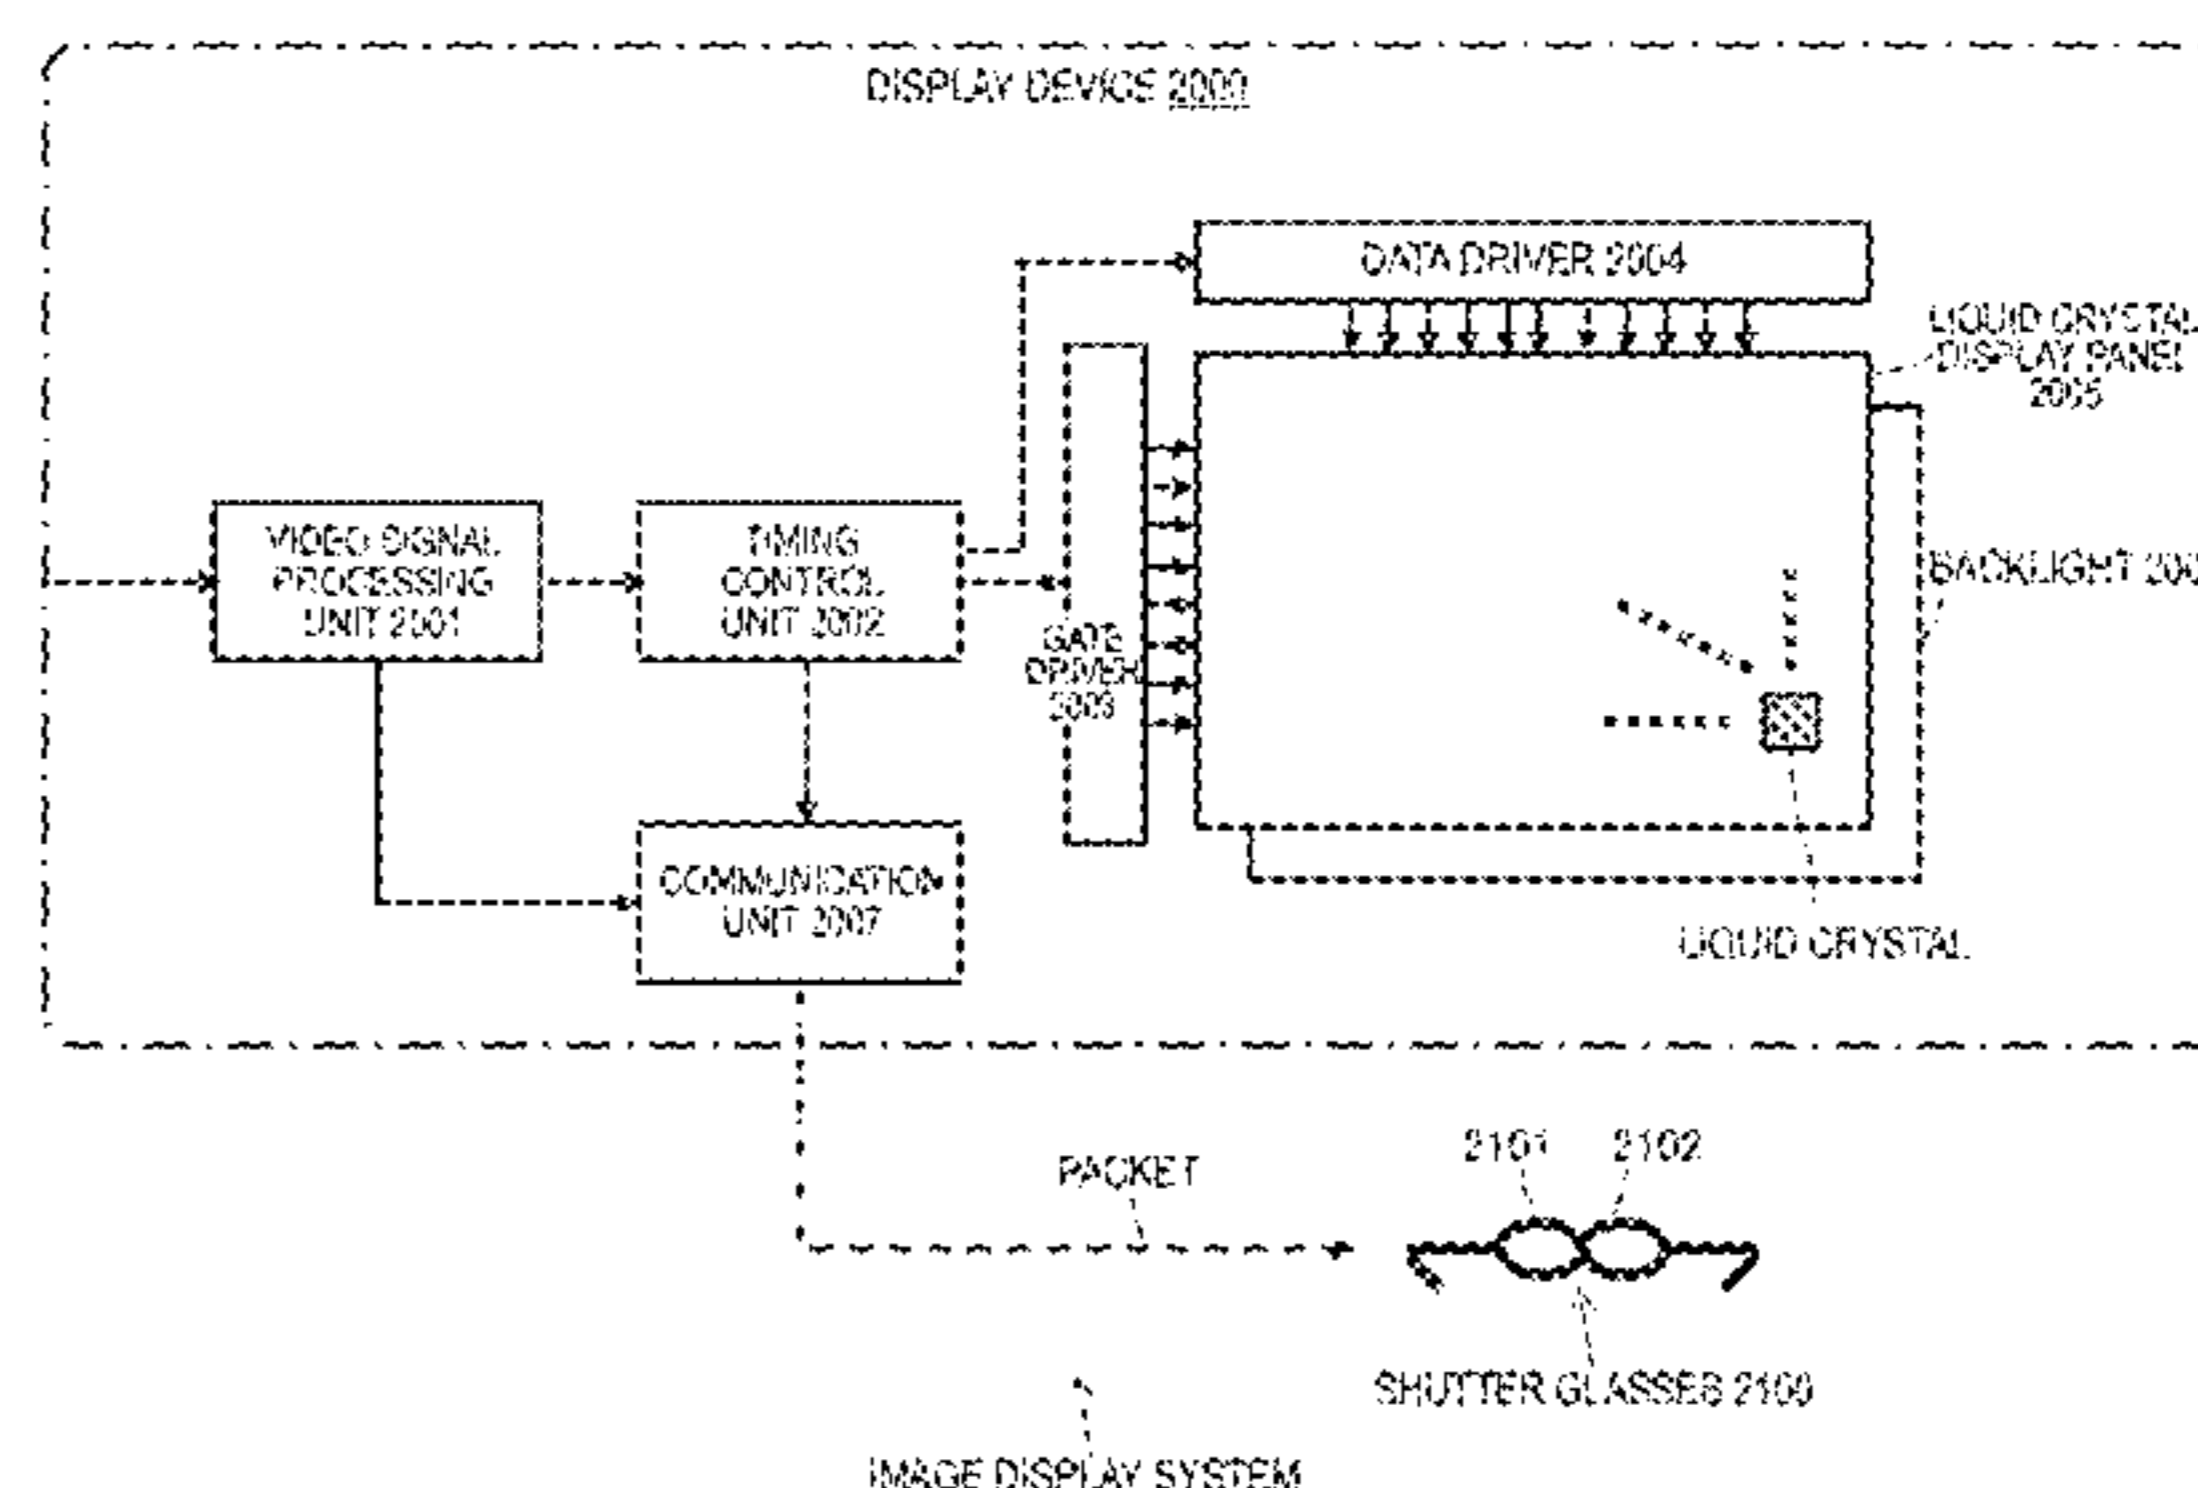 DISPLAY DEVICE 2000
DATA DRIVER 2004
LIQUID CRYSTAL
DISPLAY PANEL
2005
VIDEO SIGNAL
PROCESSING
UNIT 2001
TIMING
CONTROL
UNIT 2002
BACKLIGHT
GATE
DRIVER
2003
COMMUNICATION
UNIT 2007
LIQUID CRYSTAL
PACKET
2101
2102
SHUTTER GLASSES 2100
IMAGE DISPLAY SYSTEM